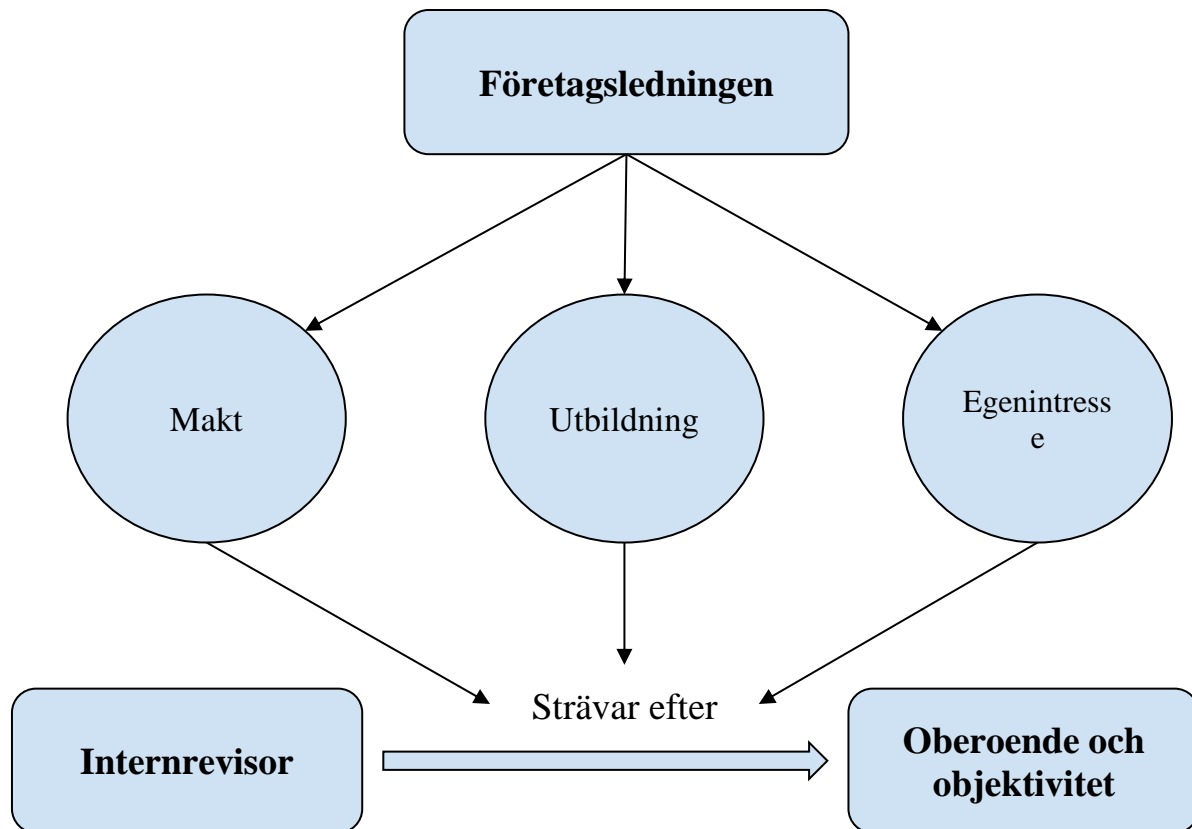 Företagsledningen
Makt
Utbildning
Egenintress
e
Strävar efter
Internrevisor
Oberoende och
objektivitet